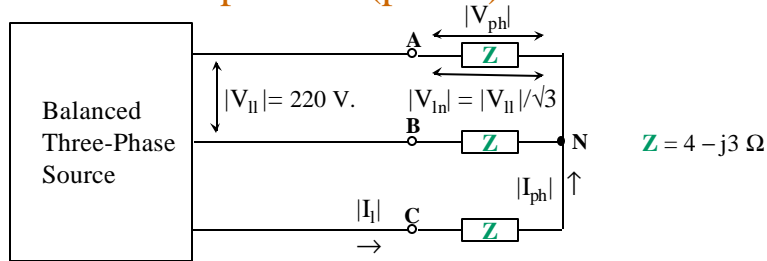 A
|V_ph|
Z
|V_ll| = 220 V.
|V_ln| = |V_ll|/√3
Balanced
Three-Phase
Source
B
Z
N
Z = 4 − j3 Ω
|I_ph| ↑
|I_l|
→
C
Z